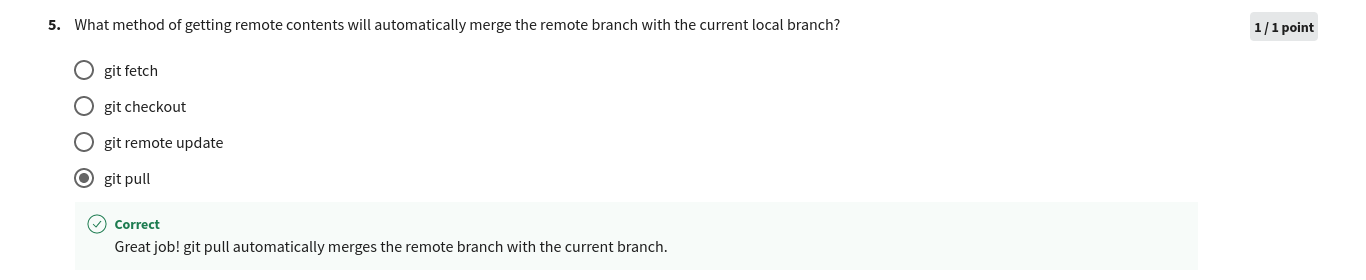 5. What method of getting remote contents will automatically merge the remote branch with the current local branch?
1 / 1 point
git fetch
git checkout
git remote update
git pull
Correct
Great job! git pull automatically merges the remote branch with the current branch.